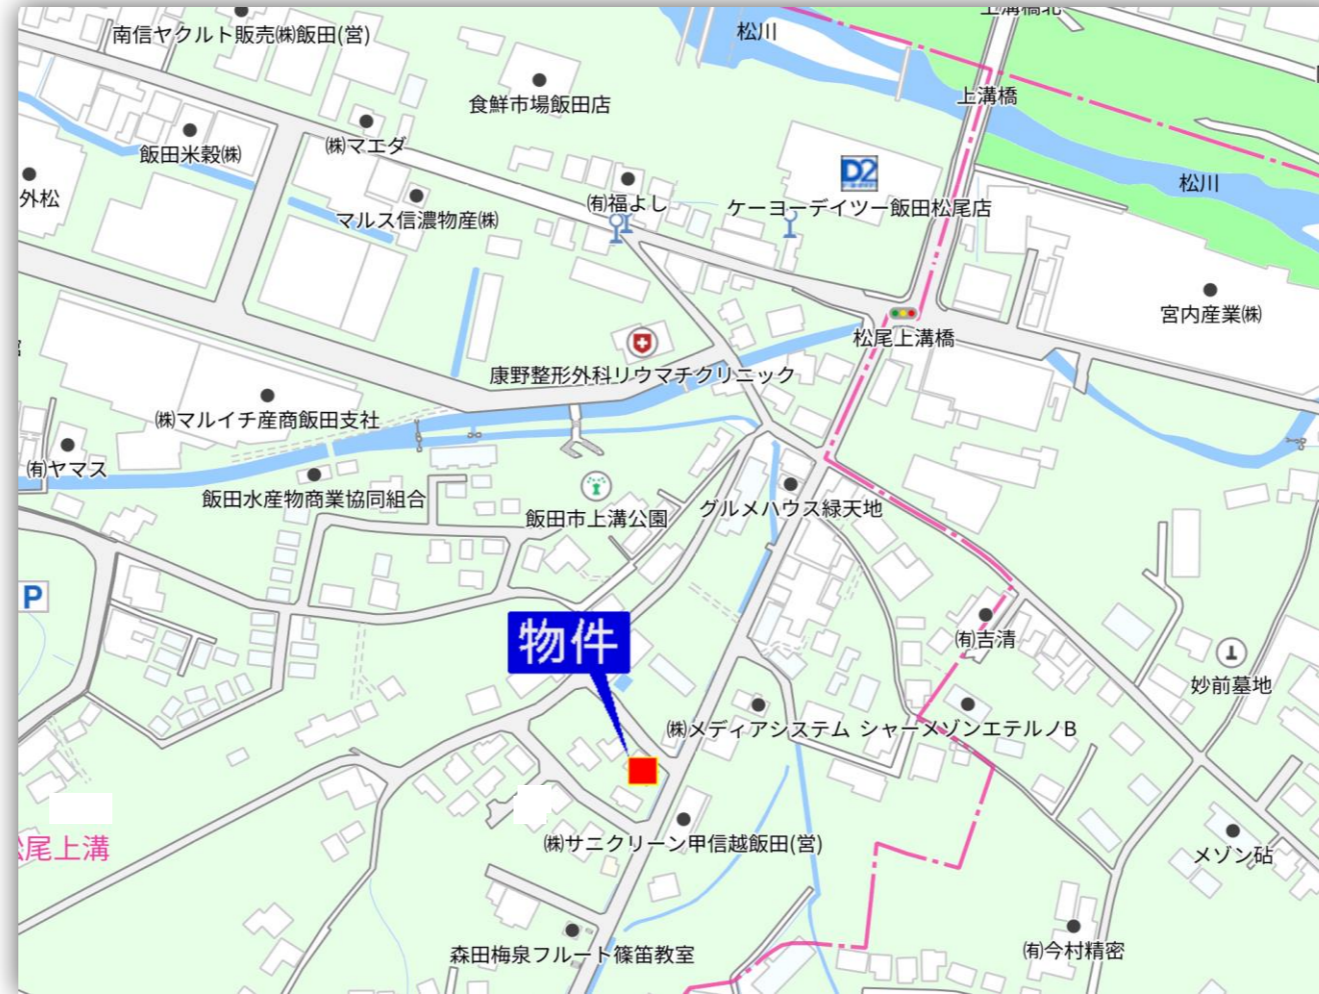 上溝橋北
南信ヤクルト販売㈱飯田(営)
松川
食鮮市場飯田店
上溝橋
㈱マエダ
飯田米穀㈱
D2
松川
外松
㈲福よし
ケーヨーデイツー飯田松尾店
マルス信濃物産㈱
宮内産業㈱
松尾上溝橋
康野整形外科リウマチクリニック
㈱マルイチ産商飯田支社
㈲ヤマス
飯田水産物商業協同組合
グルメハウス緑天地
飯田市上溝公園
P
物件
㈲吉清
妙前墓地
㈱メディアシステム
シャーメゾンエテルノB
㈱サニクリーン甲信越飯田(営)
松尾上溝
メゾン砧
森田梅泉フルート篠笛教室
㈲今村精密